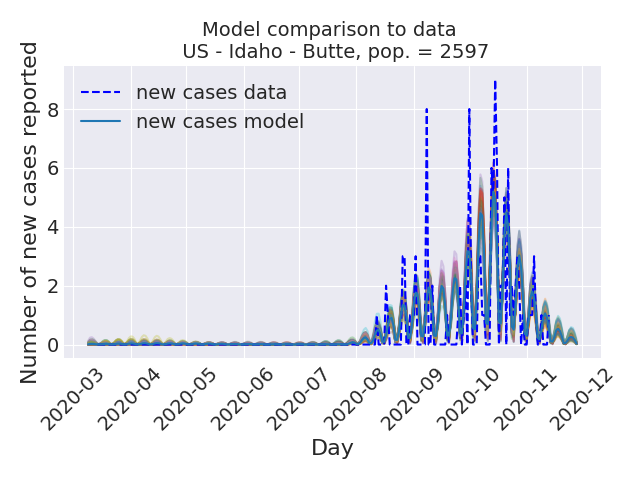 Model comparison to data
US - Idaho - Butte, pop. = 2597
Number of new cases reported
8
6
4
2
0
new cases data
new cases model
2020-03
2020-04
2020-05
2020-06
2020-07
2020-08
2020-09
2020-10
2020-11
2020-12
Day